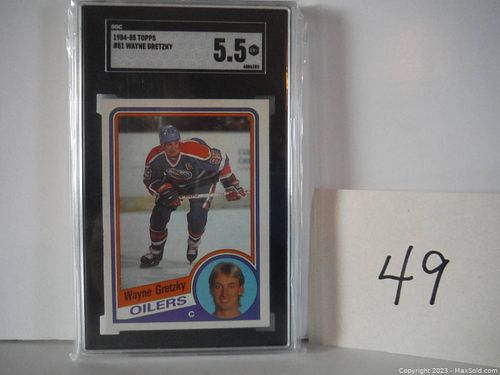 SGC
1984-85 TOPPS
#51 WAYNE GRETZKY
5.5
Wayne Gretzky
OILERS
C
49
Copyright 2023 - MaxSold.com